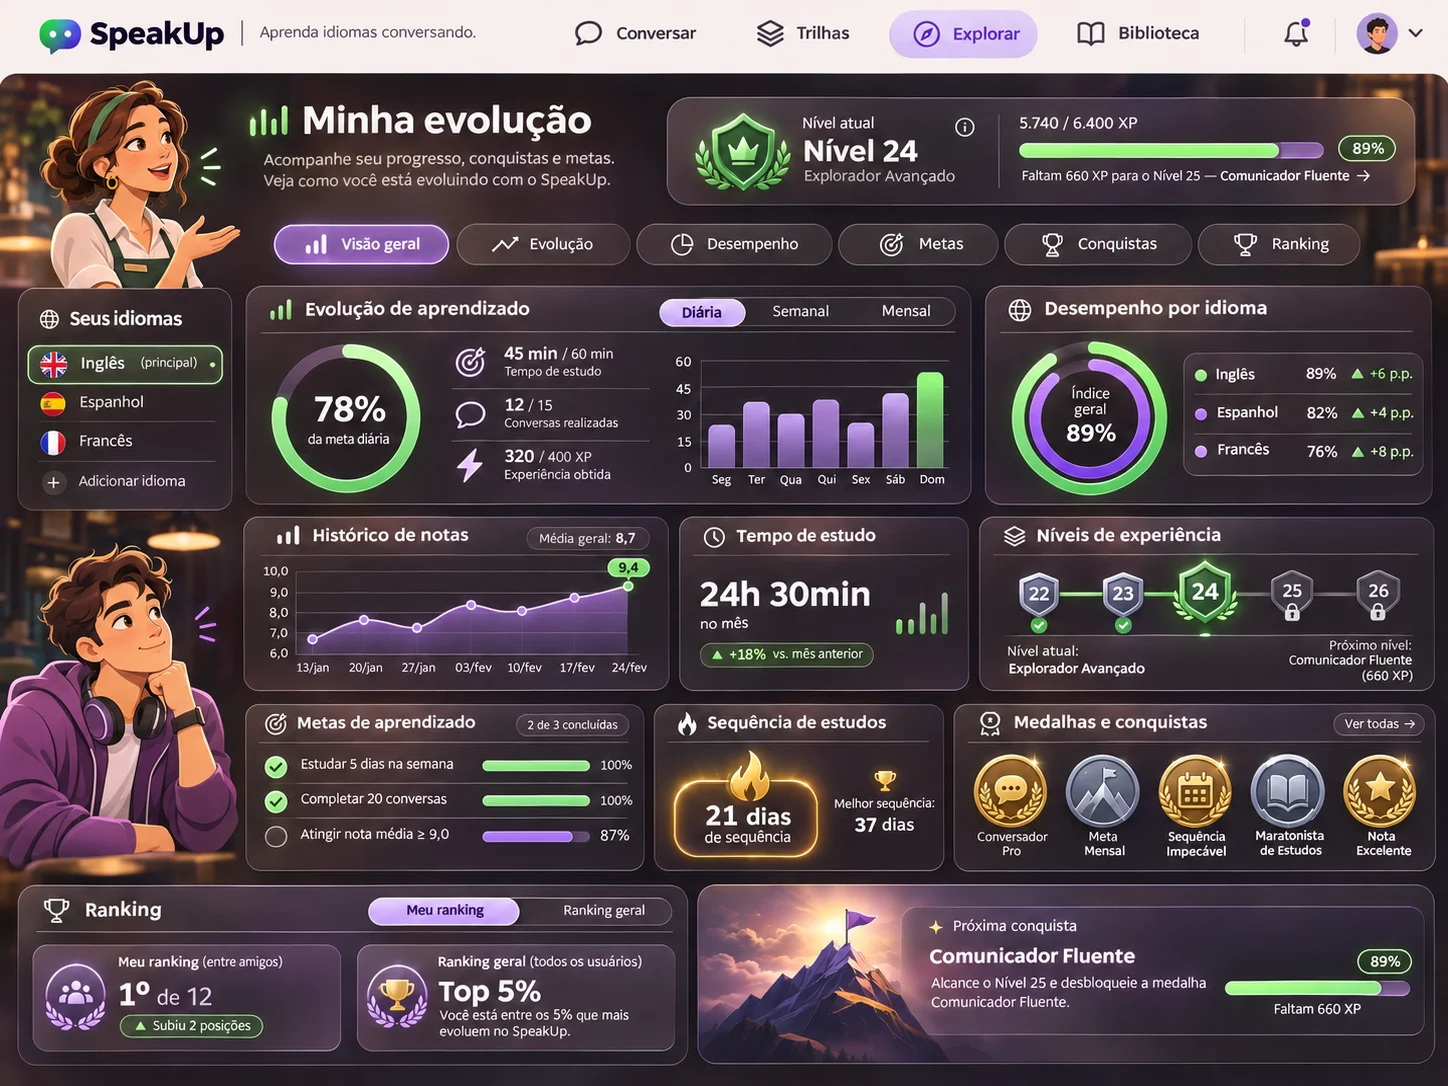 SpeakUp
Aprenda idiomas conversando.
Conversar
Trilhas
Explorar
Biblioteca
Minha evolução
Acompanhe seu progresso, conquistas e metas.
Veja como você está evoluindo com o SpeakUp.
Nível atual
Nível 24
Explorador Avançado
5.740 / 6.400 XP
89%
Faltam 660 XP para o Nível 25 — Comunicador Fluente →
Visão geral
Evolução
Desempenho
Metas
Conquistas
Ranking
Seus idiomas
Inglês (principal)
Espanhol
Francês
+ Adicionar idioma
Evolução de aprendizado
Diária
Semanal
Mensal
78%
da meta diária
45 min / 60 min
Tempo de estudo
12 / 15
Conversas realizadas
320 / 400 XP
Experiência obtida
60
45
30
15
0
Seg Ter Qua Qui Sex Sáb Dom
Desempenho por idioma
Índice
geral
89%
Inglês 89% ▲ +6 p.p.
Espanhol 82% ▲ +4 p.p.
Francês 76% ▲ +8 p.p.
Histórico de notas
Média geral: 8,7
10,0
9,0
8,0
7,0
6,0
9,4
13/jan 20/jan 27/jan 03/fev 10/fev 17/fev 24/fev
Tempo de estudo
24h 30min
no mês
▲ +18% vs. mês anterior
Níveis de experiência
22
23
24
25
26
Nível atual:
Explorador Avançado
Próximo nível:
Comunicador Fluente
(660 XP)
Metas de aprendizado
2 de 3 concluídas
Estudar 5 dias na semana 100%
Completar 20 conversas 100%
Atingir nota média ≥ 9,0 87%
Sequência de estudos
21 dias
de sequência
Melhor sequência:
37 dias
Medalhas e conquistas
Ver todas →
Conversador
Pro
Meta
Mensal
Sequência
Impecável
Maratonista
de Estudos
Nota
Excelente
Ranking
Meu ranking
Ranking geral
Meu ranking (entre amigos)
1º de 12
▲ Subiu 2 posições
Ranking geral (todos os usuários)
Top 5%
Você está entre os 5% que mais
evoluem no SpeakUp.
Próxima conquista
Comunicador Fluente
Alcance o Nível 25 e desbloqueie a medalha
Comunicador Fluente.
89%
Faltam 660 XP